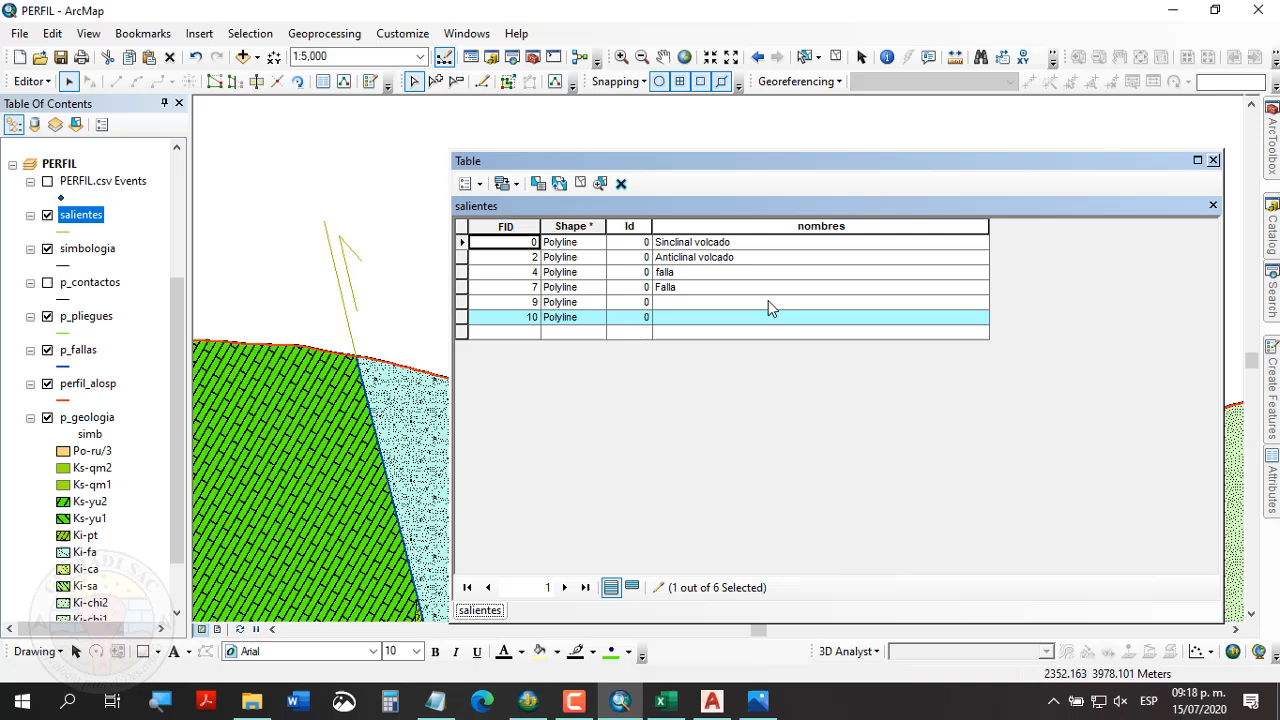 PERFIL - ArcMap
File Edit View Bookmarks Insert Selection Geoprocessing Customize Windows Help
1:5,000
Editor Snapping Georeferencing
Table Of Contents
PERFIL
PERFIL.csv Events
salientes
simbologia
p_contactos
p_pliegues
p_fallas
perfil_alosp
p_geologia
simb
Po-ru/3
Ks-qm2
Ks-qm1
Ks-yu2
Ks-yu1
Ki-pt
Ki-fa
Ki-ca
Ki-sa
Ki-chi2
Ki-chi1
Table
salientes
FID Shape * Id nombres
0 Polyline 0 Sinclinal volcado
2 Polyline 0 Anticlinal volcado
4 Polyline 0 falla
7 Polyline 0 Falla
9 Polyline 0
10 Polyline 0
1 (1 out of 6 Selected)
salientes
ArcToolbox
Catalog
Search
Create Features
Attributes
Drawing Arial 10 B I U A 3D Analyst
2352.163 3978.101 Meters
ESP
09:18 p. m.
15/07/2020